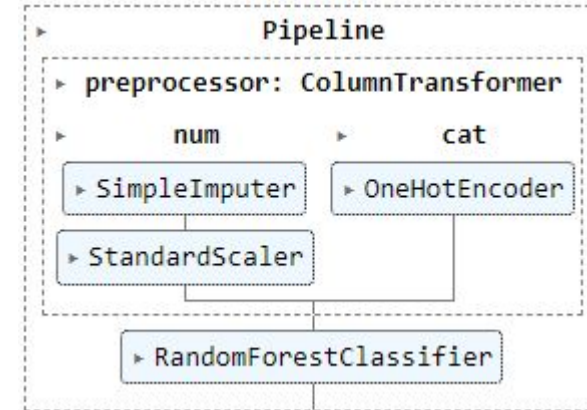 Pipeline
preprocessor: ColumnTransformer
num cat
SimpleImputer OneHotEncoder
StandardScaler
RandomForestClassifier